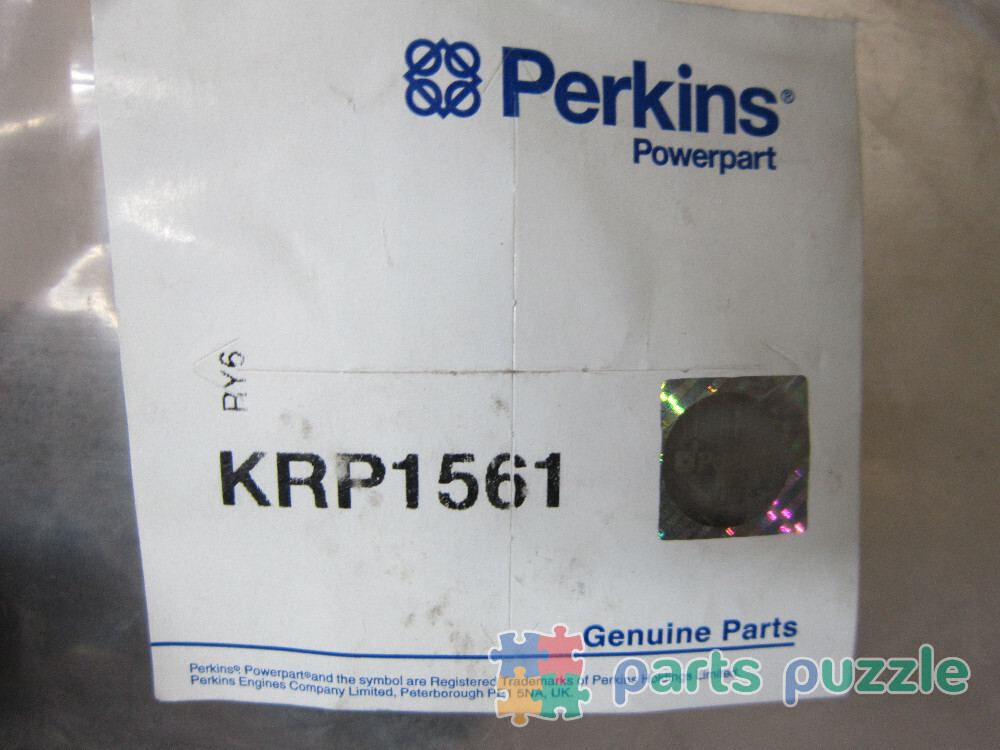 Perkins®
Powerpart
RY6
KRP1561
Genuine Parts
Perkins® Powerpart® and the symbol are Registered Trademarks of Perkins Holdings Limited
Perkins Engines Company Limited, Peterborough PE1 5NA, UK.
parts puzzle